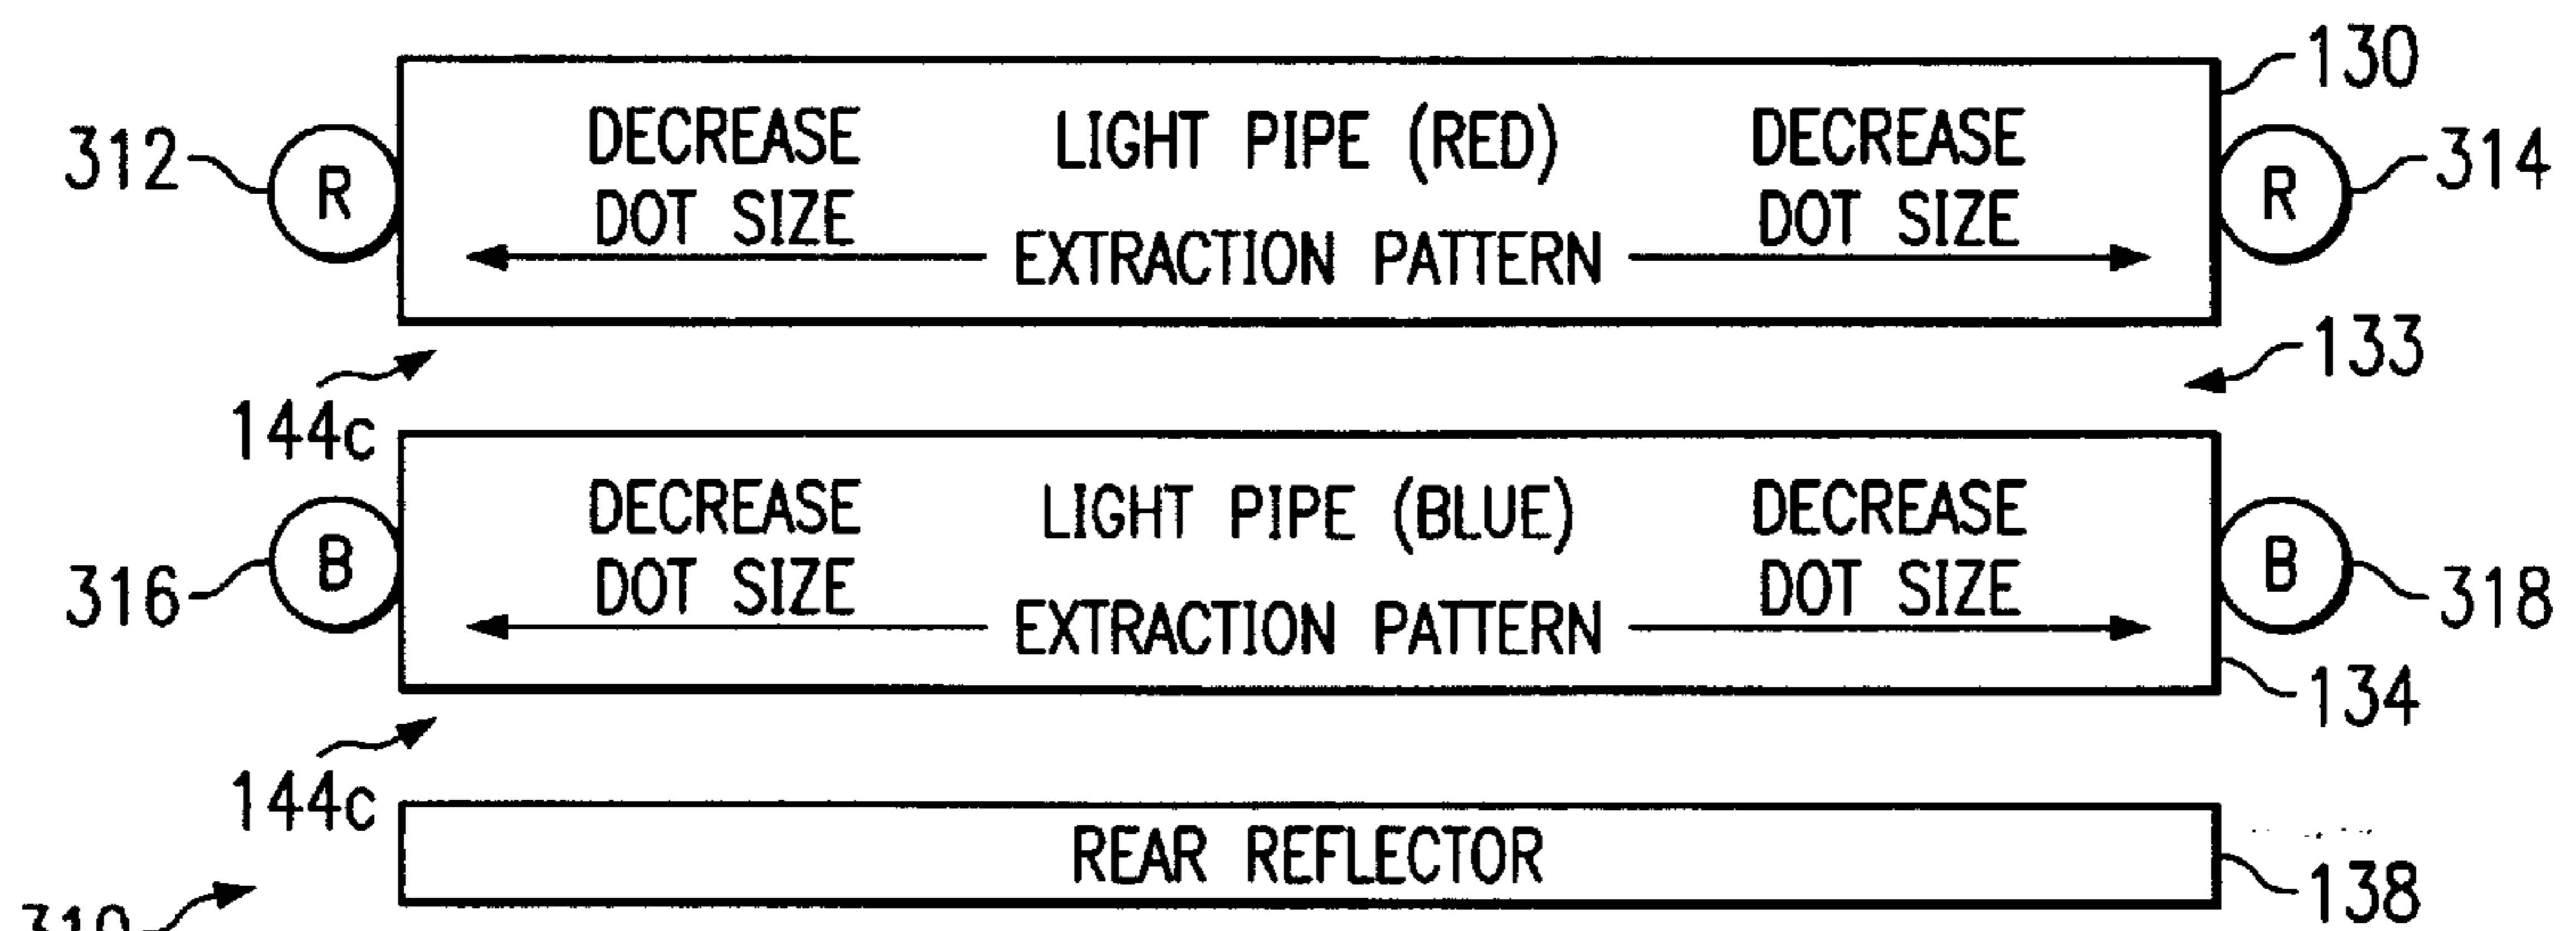 130
DECREASE LIGHT PIPE (RED) DECREASE
312 R DOT SIZE DOT SIZE R 314
EXTRACTION PATTERN
133
144c
DECREASE LIGHT PIPE (BLUE) DECREASE
316 B DOT SIZE DOT SIZE B 318
EXTRACTION PATTERN
134
144c
REAR REFLECTOR
138